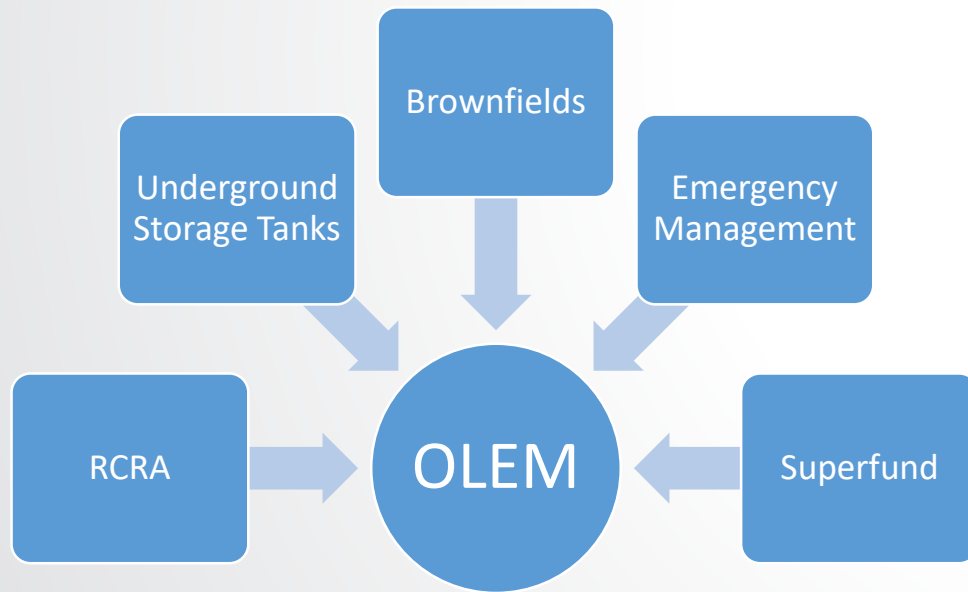 Brownfields
Underground
Storage Tanks
Emergency
Management
RCRA
OLEM
Superfund